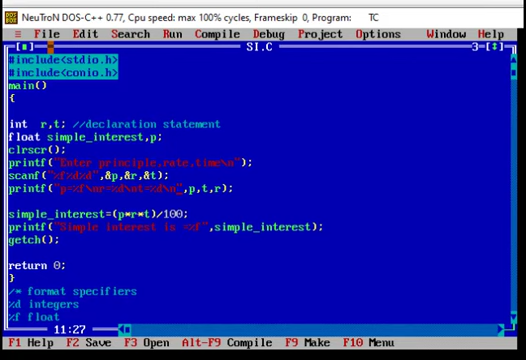 NeuTroN DOS-C++ 0.77, Cpu speed: max 100% cycles, Frameskip 0, Program: TC
≡ File Edit Search Run Compile Debug Project Options Window Help
[■] SI.C 3=[↕]
#include<stdio.h>
#include<conio.h>
main()
{
int r,t; //declaration statement
float simple_interest,p;
clrscr();
printf("Enter principle,rate,time\n");
scanf("%f%d%d",&p,&r,&t);
printf("p=%f\nr=%d\nt=%d\n",p,t,r);
simple_interest=(p*r*t)/100;
printf("Simple interest is =%f",simple_interest);
getch();
return 0;
}
/* format specifiers
%d integers
%f float
11:27
F1 Help F2 Save F3 Open Alt-F9 Compile F9 Make F10 Menu